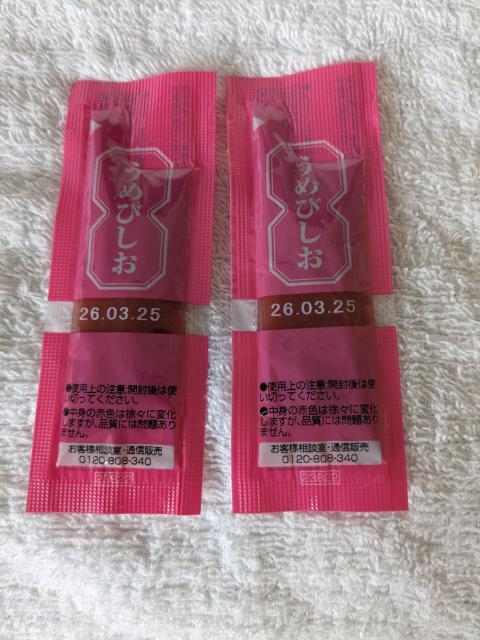 うめびしお
26.03.25
●使用上の注意:開封後は使
い切ってください。
●中身の赤色は徐々に変化
しますが、品質には問題あり
ません。
お客様相談室・通信販売
0120-808-340
うめびしお
26.03.25
●使用上の注意:開封後は使
い切ってください。
●中身の赤色は徐々に変化
しますが、品質には問題あり
ません。
お客様相談室・通信販売
0120-808-340
23622